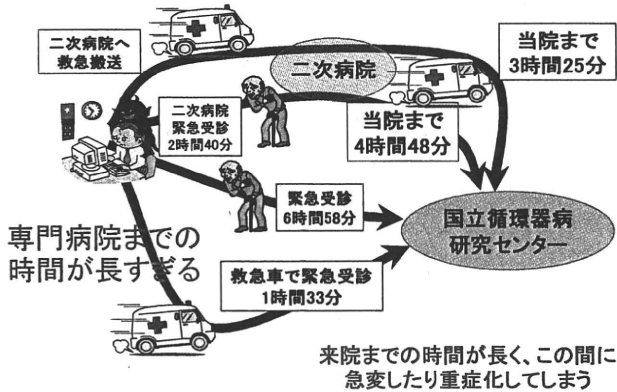 二次病院へ
救急搬送
二次病院
当院まで
3時間25分
二次病院
緊急受診
2時間40分
当院まで
4時間48分
緊急受診
6時間58分
国立循環器病
研究センター
専門病院までの
時間が長すぎる
救急車で緊急受診
1時間33分
来院までの時間が長く、この間に
急変したり重症化してしまう